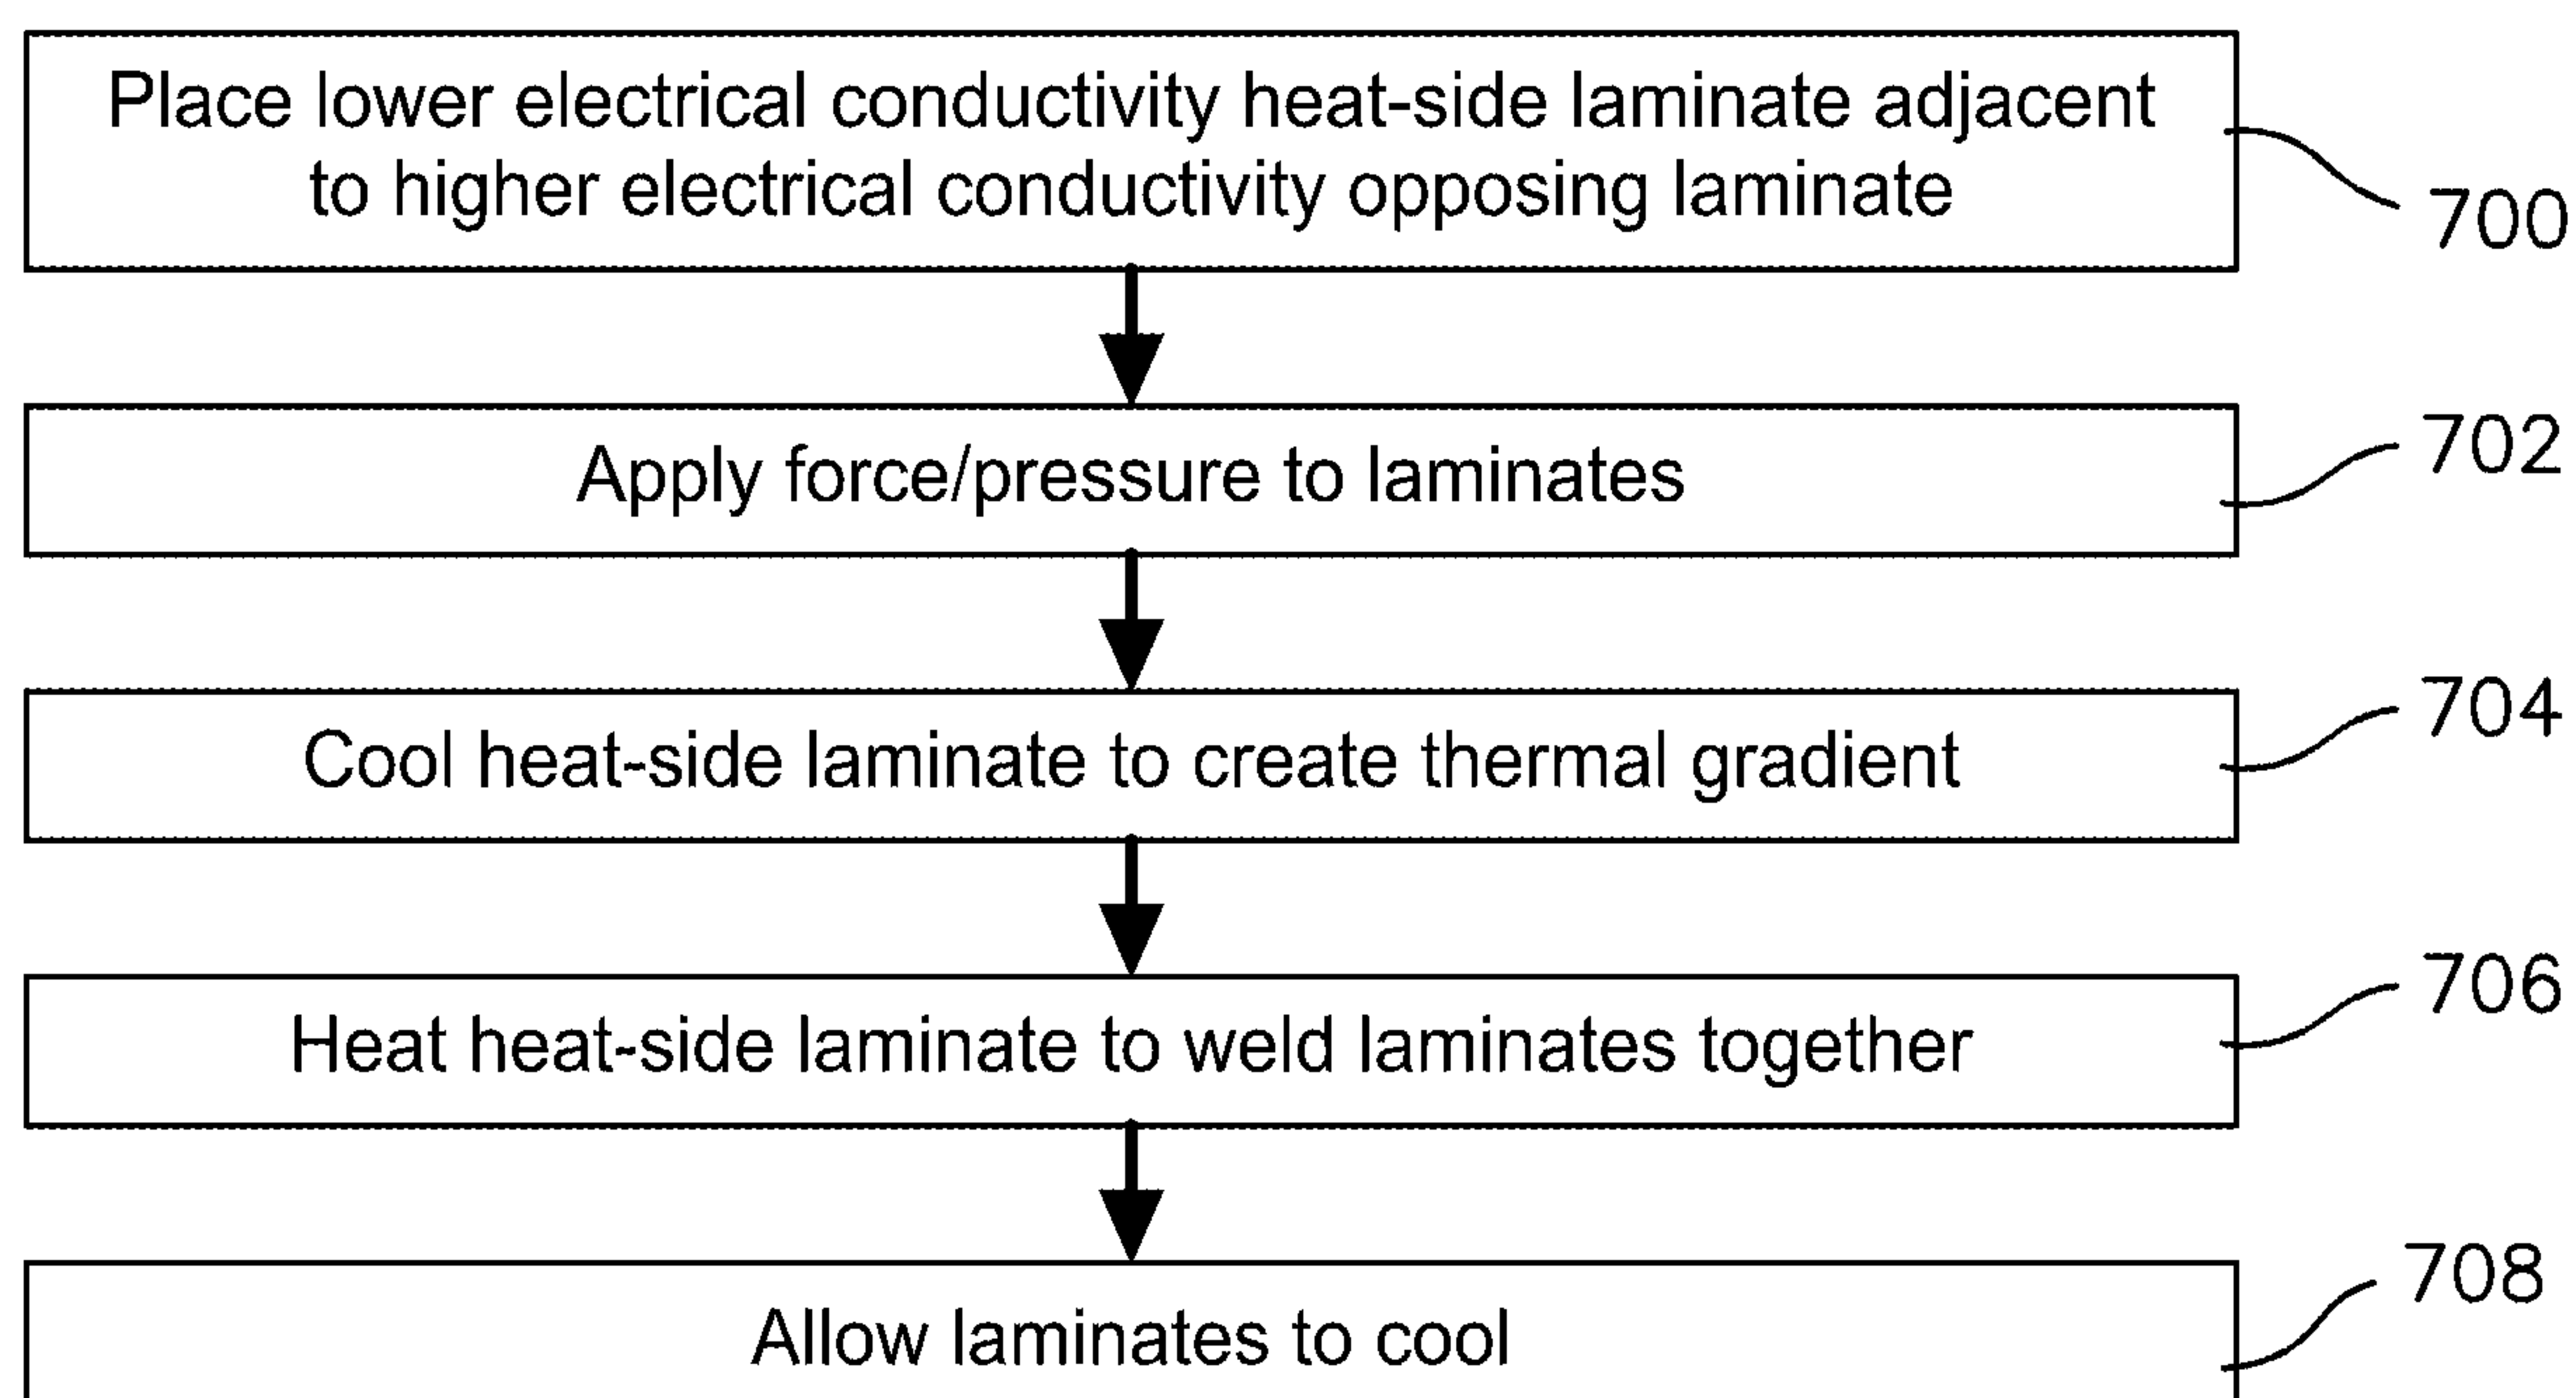 Place lower electrical conductivity heat-side laminate adjacent
to higher electrical conductivity opposing laminate
700
Apply force/pressure to laminates
702
Cool heat-side laminate to create thermal gradient
704
Heat heat-side laminate to weld laminates together
706
Allow laminates to cool
708